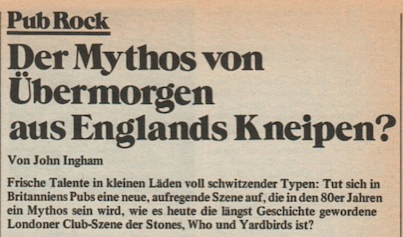 Pub Rock
Der Mythos von
Übermorgen
aus Englands Kneipen?
Von John Ingham
Frische Talente in kleinen Läden voll schwitzender Typen: Tut sich in
Britanniens Pubs eine neue, aufregende Szene auf, die in den 80er Jahren
ein Mythos sein wird, wie es heute die längst Geschichte gewordene
Londoner Club-Szene der Stones, Who und Yardbirds ist?